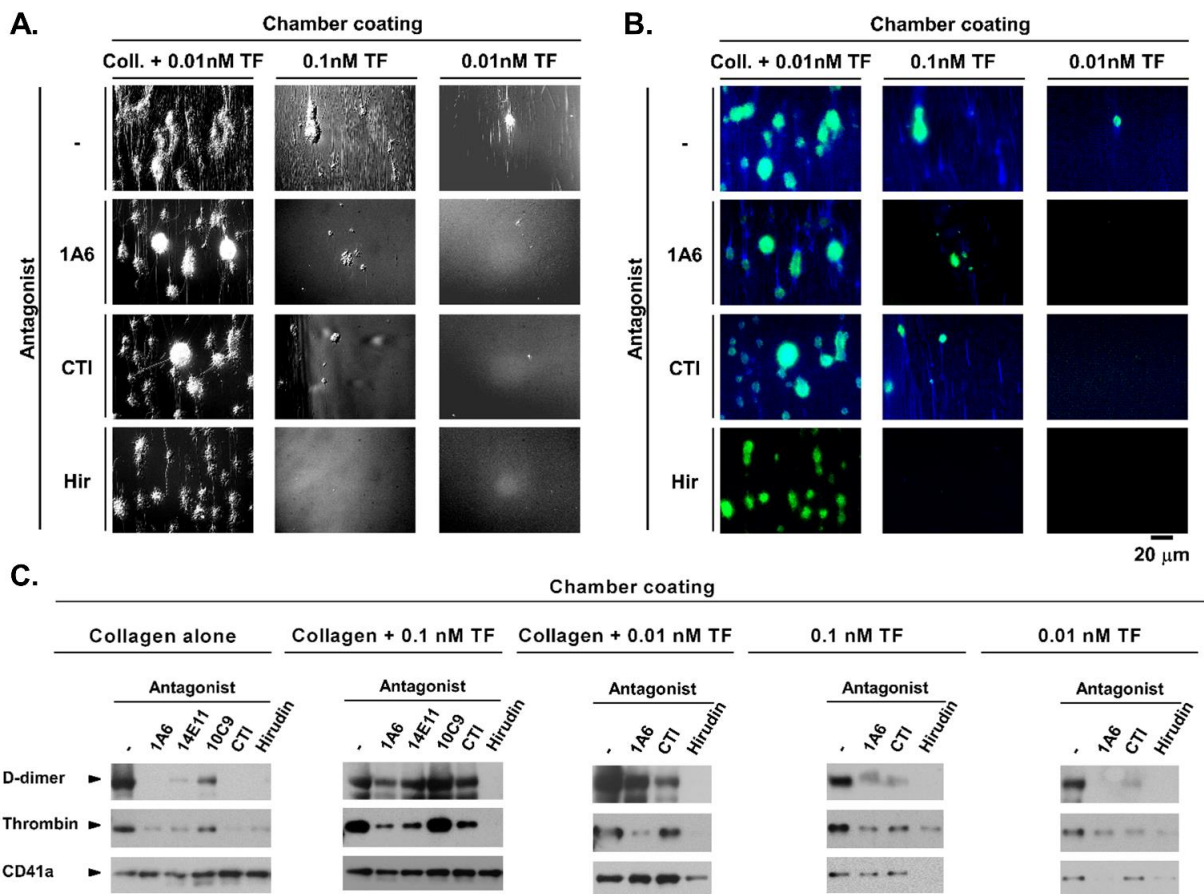 A.
Chamber coating
Coll. + 0.01nM TF 0.1nM TF 0.01nM TF
Antagonist
-
1A6
CTI
Hir
B.
Chamber coating
Coll. + 0.01nM TF 0.1nM TF 0.01nM TF
Antagonist
-
1A6
CTI
Hir
20 µm
C.
Chamber coating
Collagen alone Collagen + 0.1 nM TF Collagen + 0.01 nM TF 0.1 nM TF 0.01 nM TF
Antagonist Antagonist Antagonist Antagonist Antagonist
- 1A6 14E11 10C9 CTI Hirudin - 1A6 14E11 10C9 CTI Hirudin - 1A6 CTI Hirudin - 1A6 CTI Hirudin - 1A6 CTI Hirudin
D-dimer
Thrombin
CD41a